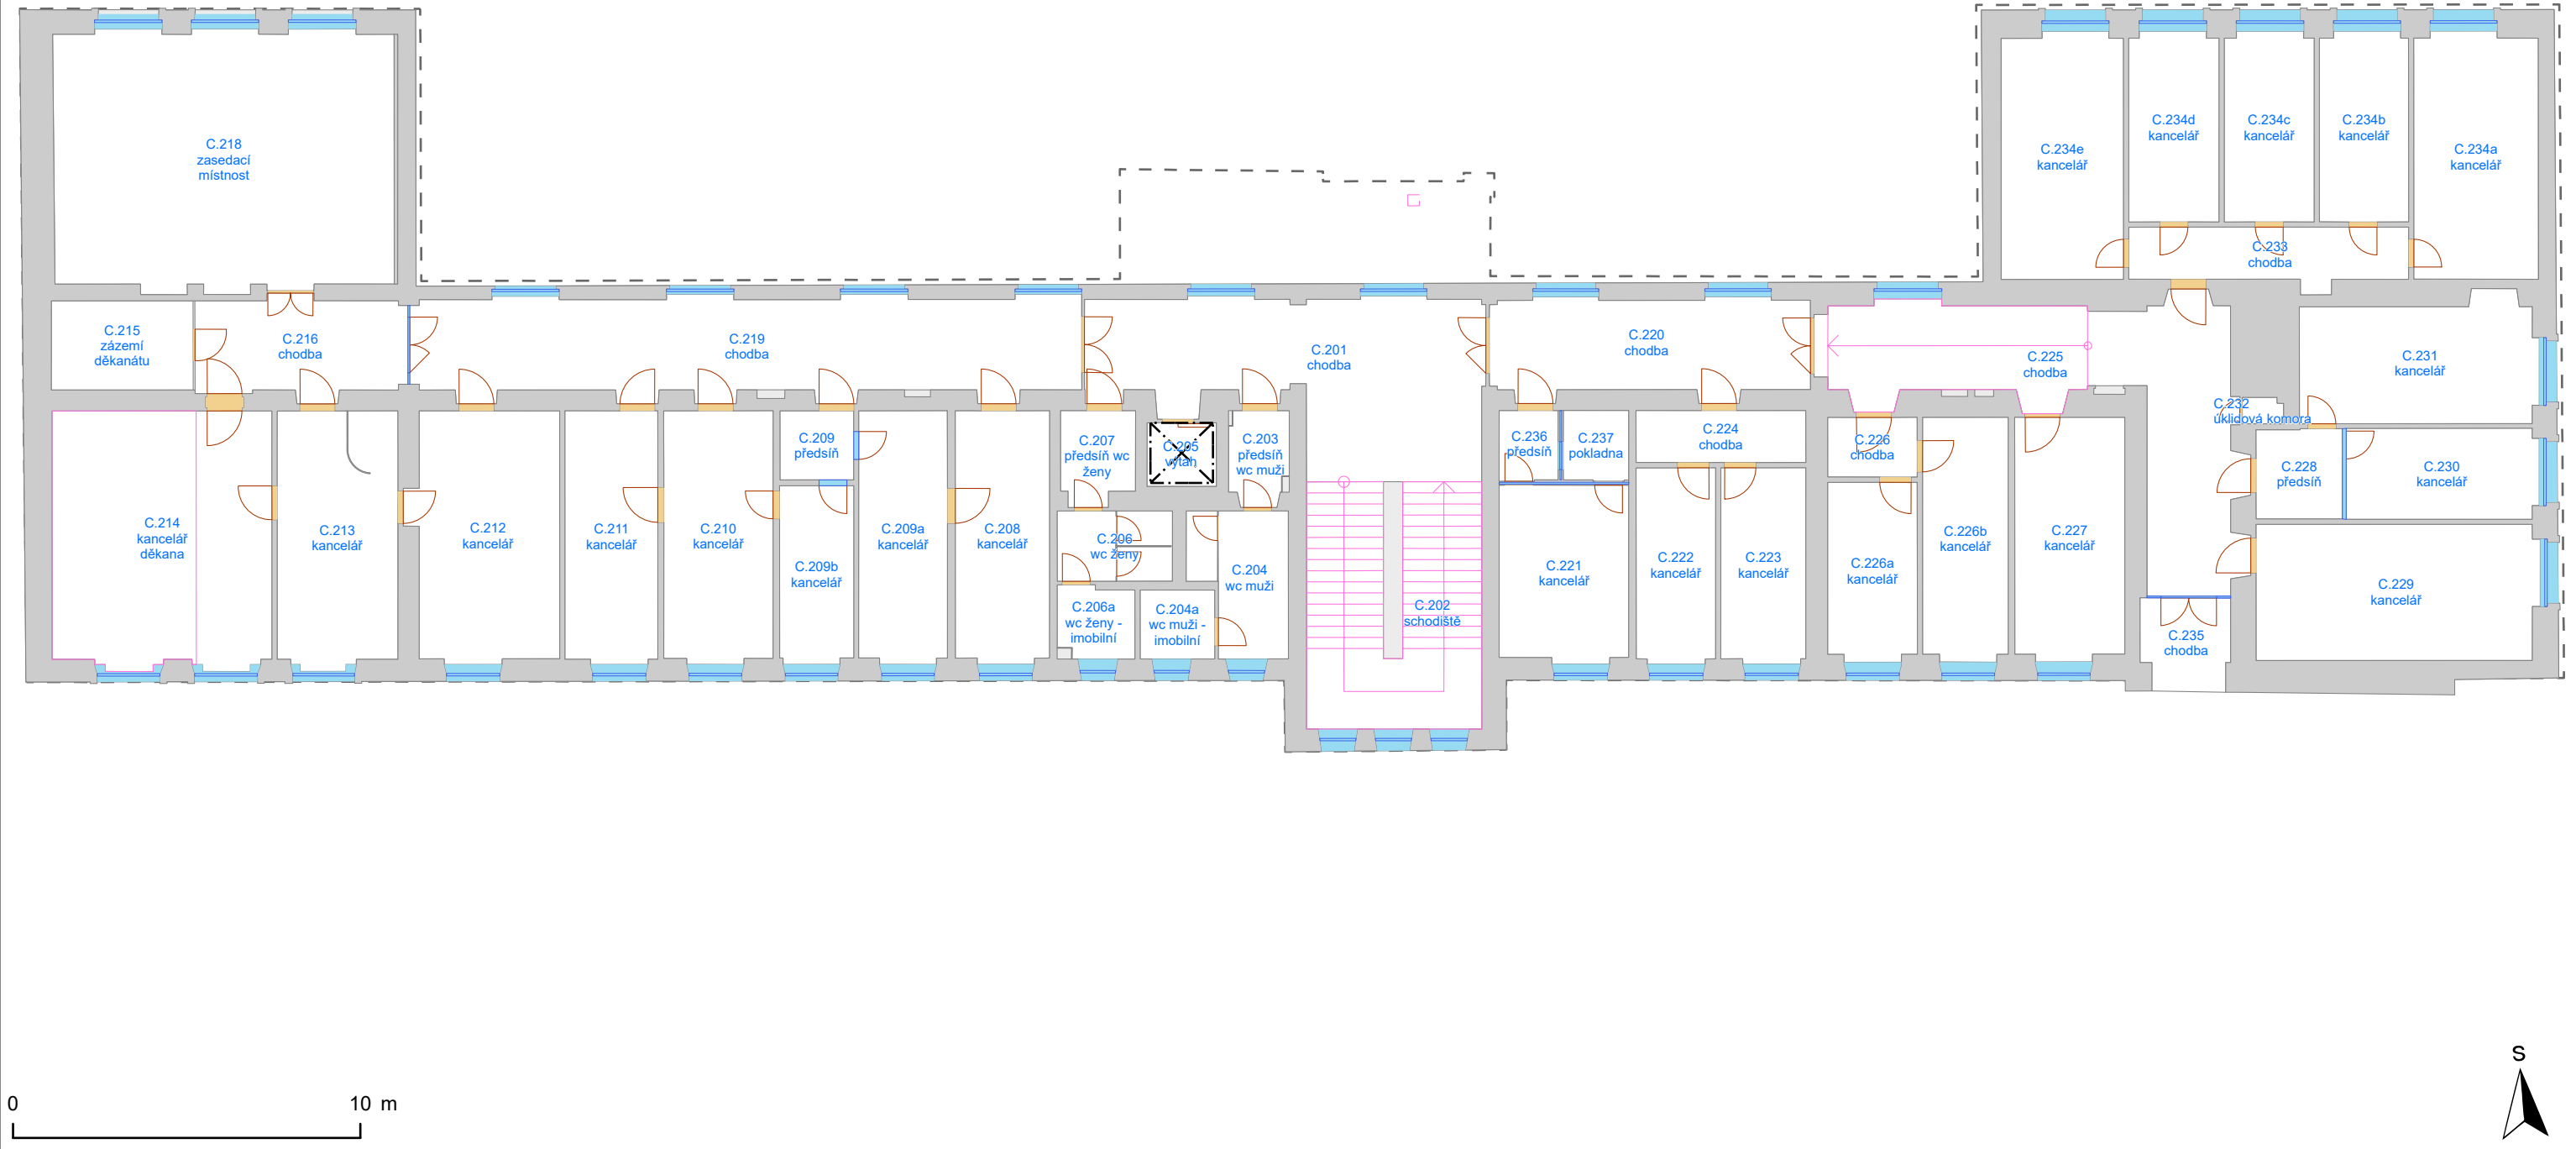 C.218
zasedací
místnost
C.234e
kancelář
C.234d
kancelář
C.234c
kancelář
C.234b
kancelář
C.234a
kancelář
C.233
chodba
C.215
zázemí
děkanátu
C.216
chodba
C.219
chodba
C.201
chodba
C.220
chodba
C.225
chodba
C.231
kancelář
C.232
úklidová komora
C.214
kancelář
děkana
C.213
kancelář
C.212
kancelář
C.211
kancelář
C.210
kancelář
C.209
předsíň
C.209b
kancelář
C.209a
kancelář
C.208
kancelář
C.207
předsíň wc
ženy
C.205
výtah
C.203
předsíň
wc muži
C.206
wc ženy
C.204
wc muži
C.206a
wc ženy -
imobilní
C.204a
wc muži -
imobilní
C.202
schodiště
C.236
předsíň
C.237
pokladna
C.224
chodba
C.221
kancelář
C.222
kancelář
C.223
kancelář
C.226
chodba
C.226a
kancelář
C.226b
kancelář
C.227
kancelář
C.228
předsíň
C.230
kancelář
C.229
kancelář
C.235
chodba
0 10 m
S